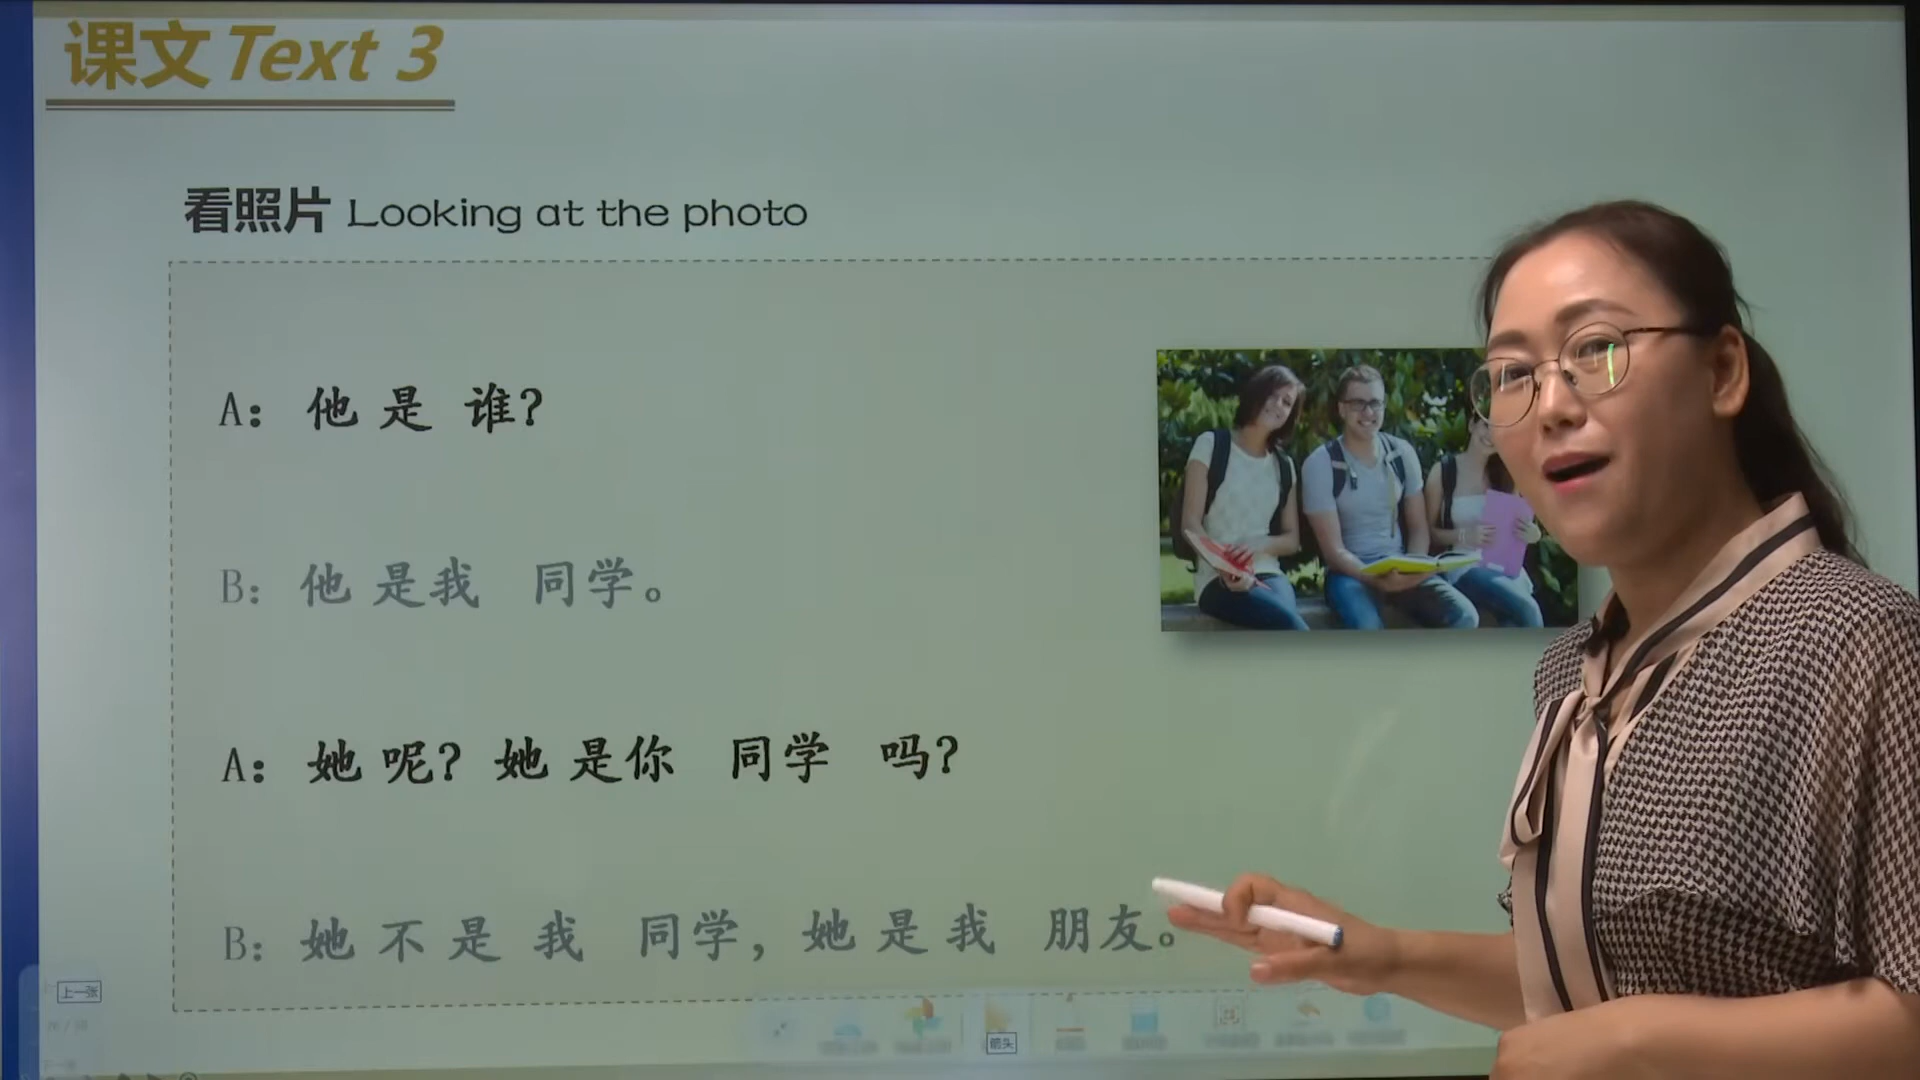 课文 Text 3
看照片 Looking at the photo
A：他 是 谁？
B：他 是我 同学。
A：她 呢？她 是你 同学 吗？
B：她 不 是 我 同学，她 是 我 朋友。
上一张
箭头